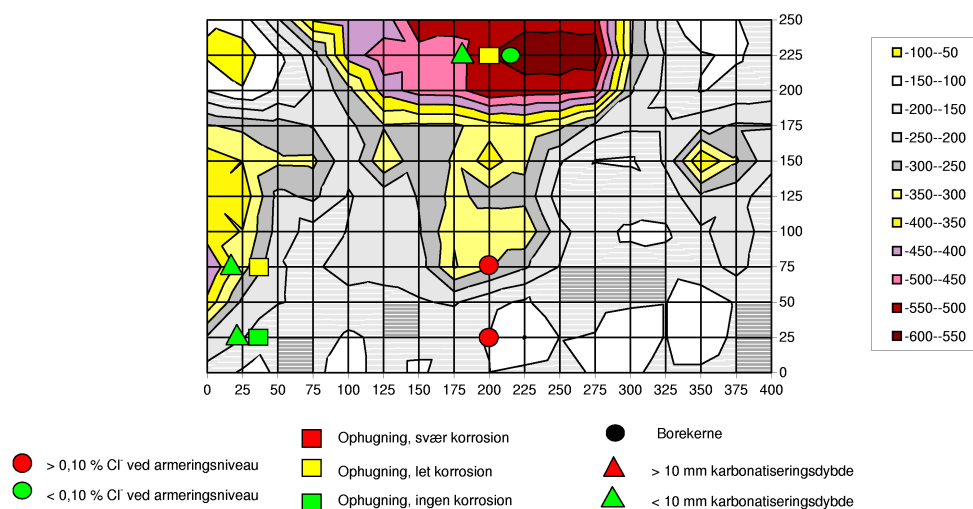 250
225
200
175
150
125
100
75
50
25
0
0 25 50 75 100 125 150 175 200 225 250 275 300 325 350 375 400
-100--50
-150--100
-200--150
-250--200
-300--250
-350--300
-400--350
-450--400
-500--450
-550--500
-600--550
> 0,10 % Cl⁻ ved armeringsniveau
< 0,10 % Cl⁻ ved armeringsniveau
Ophugning, svær korrosion
Ophugning, let korrosion
Ophugning, ingen korrosion
Borekerne
> 10 mm karbonatiseringsdybde
< 10 mm karbonatiseringsdybde